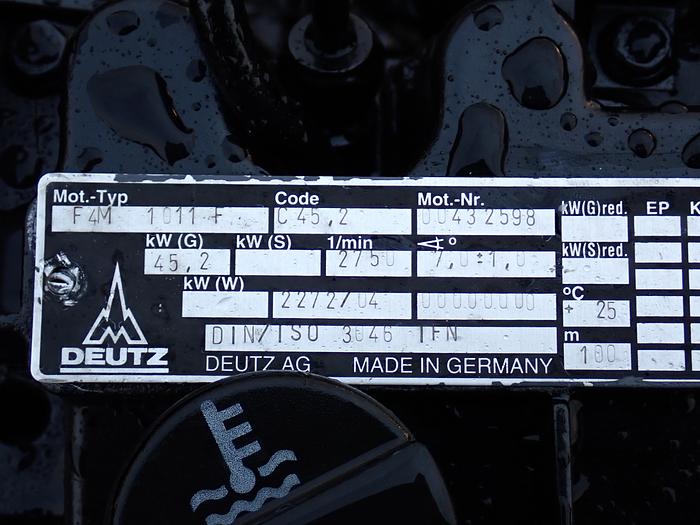 Mot.-Typ Code Mot.-Nr.
F4M 1011 F C 45,2 00432598 kW(G)red. EP K
kW (G) kW (S) 1/min ∢° kW(S)red.
45,2 2750 7,0 ±1,0
kW (W) °C
2272/04 00000000 + 25
DIN/ISO 3046 IFN m
DEUTZ DEUTZ AG MADE IN GERMANY 100